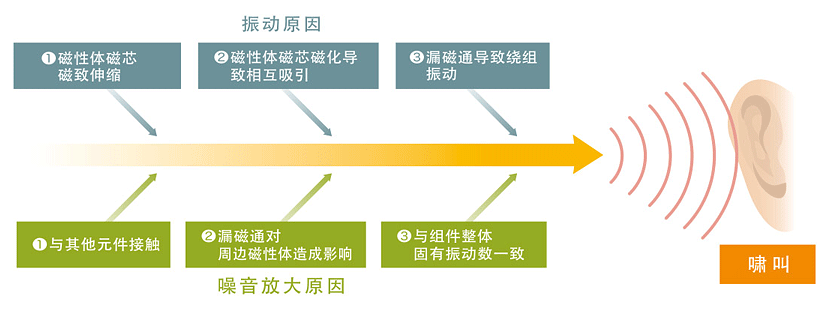 振动原因
❶磁性体磁芯
磁致伸缩
❷磁性体磁芯磁化导
致相互吸引
❸漏磁通导致绕组
振动
❶与其他元件接触
❷漏磁通对
周边磁性体造成影响
❸与组件整体
固有振动数一致
噪音放大原因
啸叫